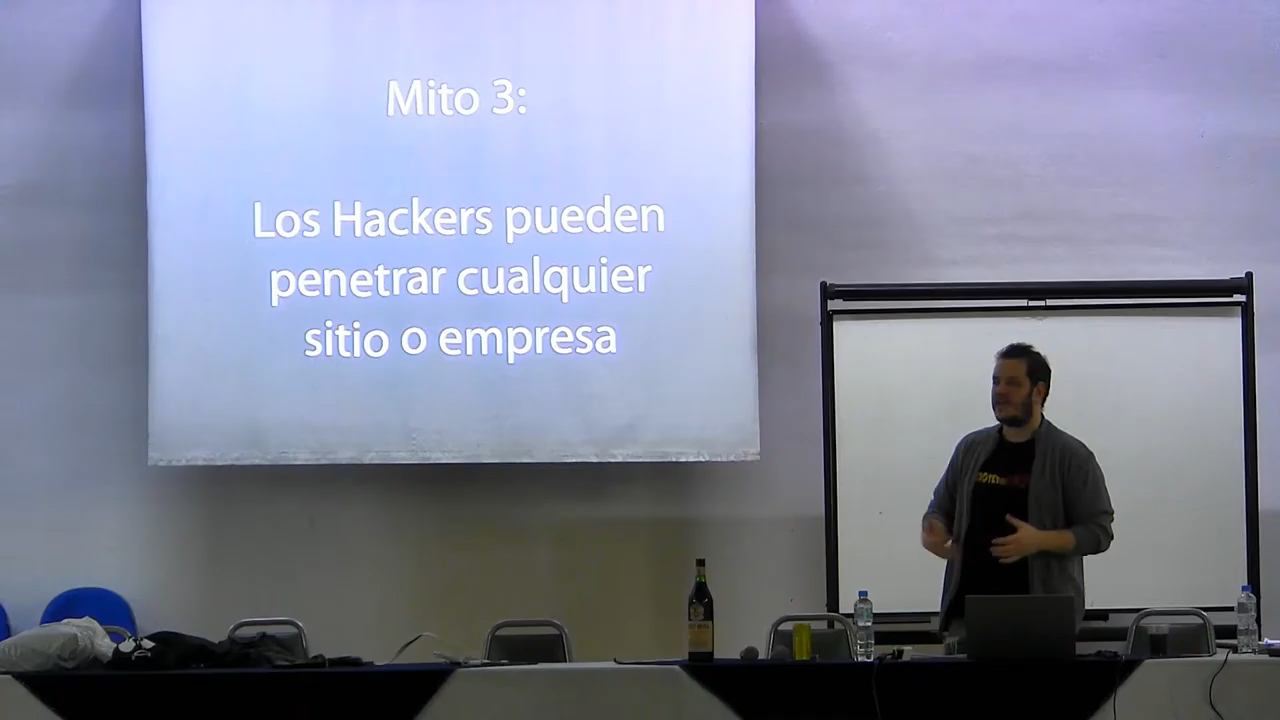 Mito 3:
Los Hackers pueden
penetrar cualquier
sitio o empresa